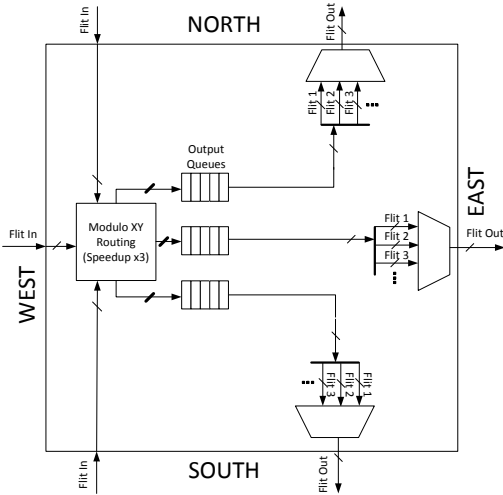 NORTH
Flit In
Flit Out
Flit 1
Flit 2
Flit 3
...
Output
Queues
EAST
Modulo XY
Routing
(Speedup x3)
Flit In
WEST
Flit 1
Flit 2
Flit 3
...
Flit Out
...
Flit 3
Flit 2
Flit 1
Flit In
SOUTH
Flit Out